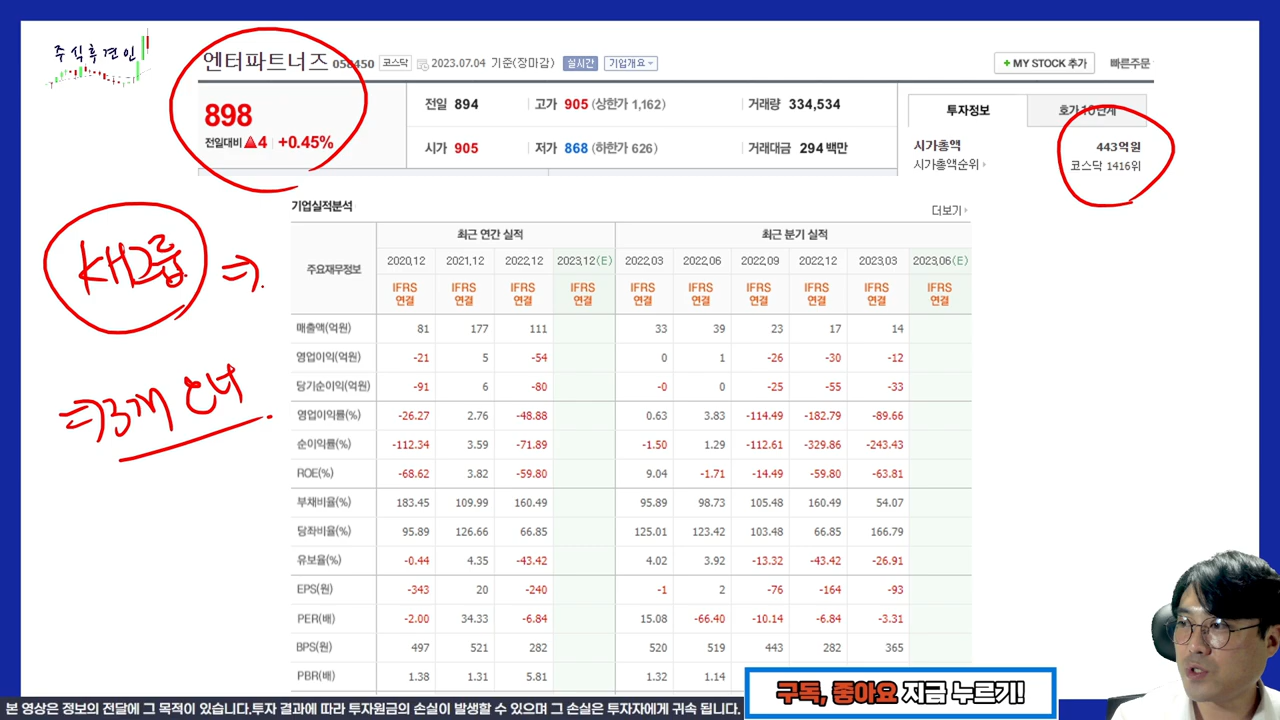 주식후견인
엔터파트너즈 058450 코스닥 2023.07.04 기준(장마감) 실시간 기업개요
+ MY STOCK 추가 빠른주문
898
전일대비 ▲4 +0.45%
전일 894 고가 905 (상한가 1,162) 거래량 334,534
시가 905 저가 868 (하한가 626) 거래대금 294 백만
투자정보 호가 10단계
시가총액 443억원
시가총액순위 코스닥 1416위
KH그룹 ⇒
⇒ 3개
기업실적분석 더보기
주요재무정보 최근 연간 실적 최근 분기 실적
2020.12 2021.12 2022.12 2023.12(E) 2022.03 2022.06 2022.09 2022.12 2023.03 2023.06(E)
IFRS IFRS IFRS IFRS IFRS IFRS IFRS IFRS IFRS IFRS
연결 연결 연결 연결 연결 연결 연결 연결 연결 연결
매출액(억원) 81 177 111 33 39 23 17 14
영업이익(억원) -21 5 -54 0 1 -26 -30 -12
당기순이익(억원) -91 6 -80 -0 0 -25 -55 -33
영업이익률(%) -26.27 2.76 -48.88 0.63 3.83 -114.49 -182.79 -89.66
순이익률(%) -112.34 3.59 -71.89 -1.50 1.29 -112.61 -329.86 -243.43
ROE(%) -68.62 3.82 -59.80 9.04 -1.71 -14.49 -59.80 -63.81
부채비율(%) 183.45 109.99 160.49 95.89 98.73 105.48 160.49 54.07
당좌비율(%) 95.89 126.66 66.85 125.01 123.42 103.48 66.85 166.79
유보율(%) -0.44 4.35 -43.42 4.02 3.92 -13.32 -43.42 -26.91
EPS(원) -343 20 -240 -1 2 -76 -164 -93
PER(배) -2.00 34.33 -6.84 15.08 -66.40 -10.14 -6.84 -3.31
BPS(원) 497 521 282 520 519 443 282 365
PBR(배) 1.38 1.31 5.81 1.32 1.14
구독, 좋아요 지금 누르기!
본 영상은 정보의 전달에 그 목적이 있습니다.투자 결과에 따라 투자원금의 손실이 발생할 수 있으며 그 손실은 투자자에게 귀속 됩니다.